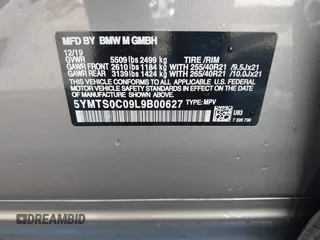 MFD BY: BMW M GMBH
12/19 TIRE/RIM
GVWR 5509 lb 2499 kg
GAWR FRONT 2610 lb 1184 kg WITH 255/40R21 / 9.5Jx21
GAWR REAR 3139 lb 1424 kg WITH 265/40R21 /10.0Jx21
THIS VEHICLE CONFORMS TO ALL APPLICABLE U.S. FEDERAL
MOTOR VEHICLE SAFETY STANDARDS IN EFFECT
ON THE DATE OF MANUFACTURE SHOWN ABOVE.
5YMTS0C09L9B00627 TYPE: MPV
U83
DREAMBID